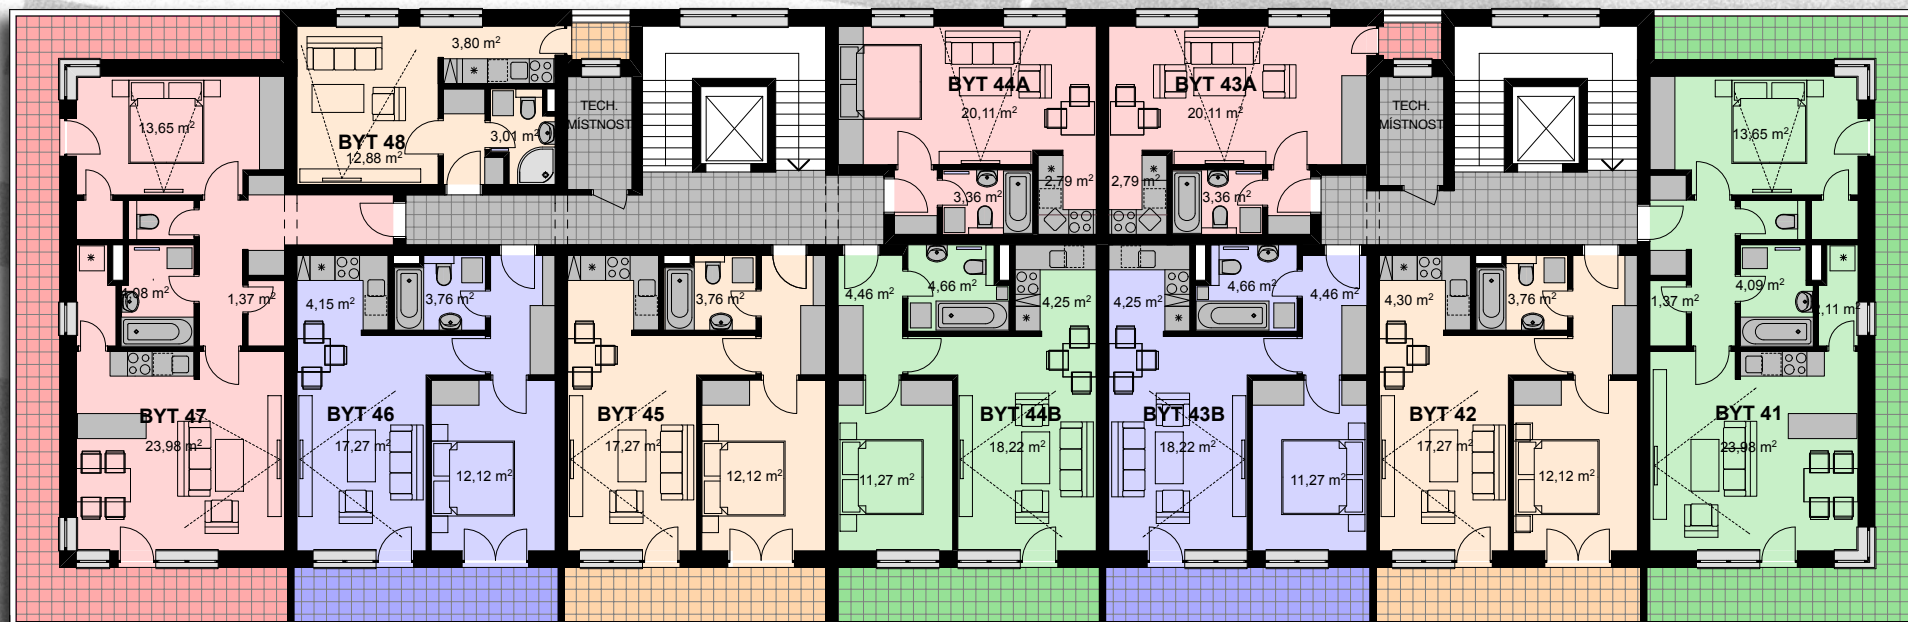 3,80 m²
BYT 48
12,88 m²
3,01 m²
TECH.
MÍSTNOST
BYT 44A
20,11 m²
2,79 m²
3,36 m²
BYT 43A
20,11 m²
2,79 m²
3,36 m²
TECH.
MÍSTNOST
13,65 m²
13,65 m²
1,37 m²
4,15 m²
3,76 m²
3,76 m²
4,46 m²
4,66 m²
4,25 m²
4,25 m²
4,66 m²
4,46 m²
4,30 m²
3,76 m²
1,37 m²
4,09 m²
BYT 47
23,98 m²
BYT 46
17,27 m²
12,12 m²
BYT 45
17,27 m²
12,12 m²
11,27 m²
BYT 44B
18,22 m²
BYT 43B
18,22 m²
11,27 m²
BYT 42
17,27 m²
12,12 m²
BYT 41
23,98 m²